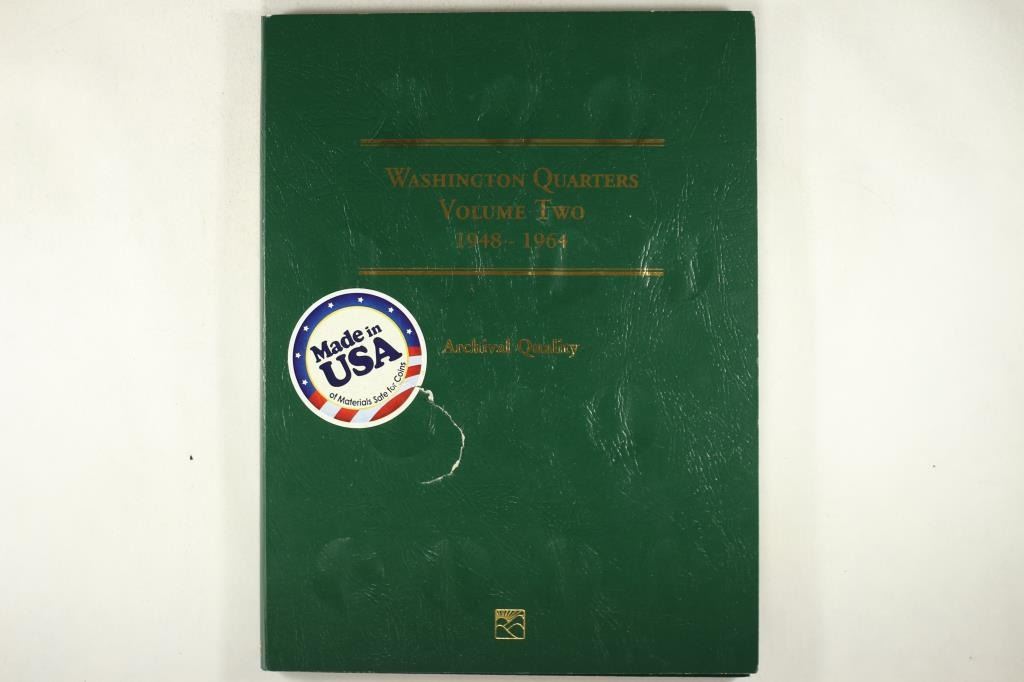 WASHINGTON QUARTERS
VOLUME TWO
1948 - 1964
Made in
USA
of Materials Safe for Coins
Archival Quality